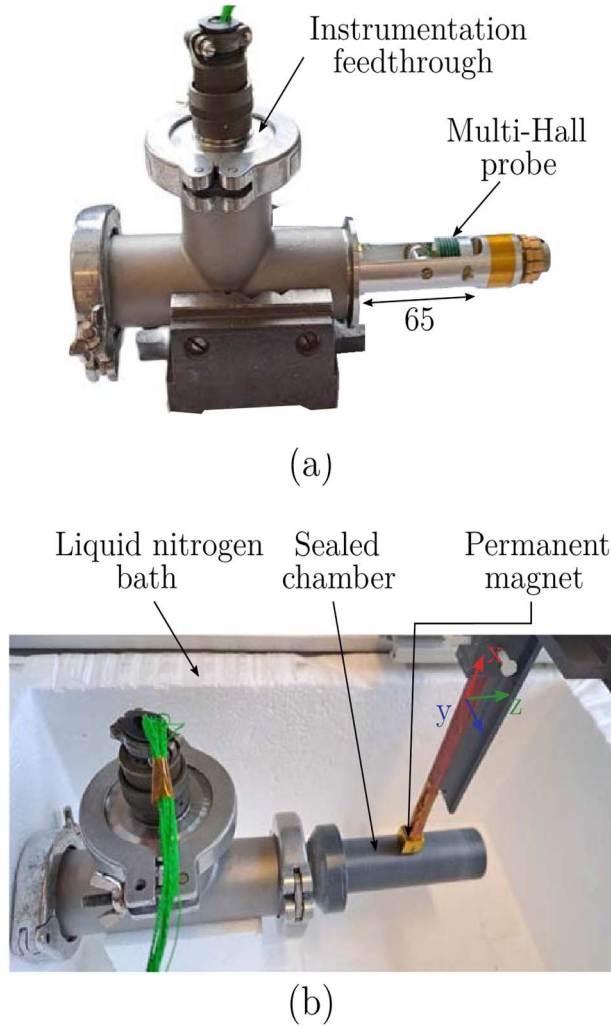 Instrumentation
feedthrough
Multi-Hall
probe
65
(a)
Liquid nitrogen
bath
Sealed
chamber
Permanent
magnet
x
y
z
(b)